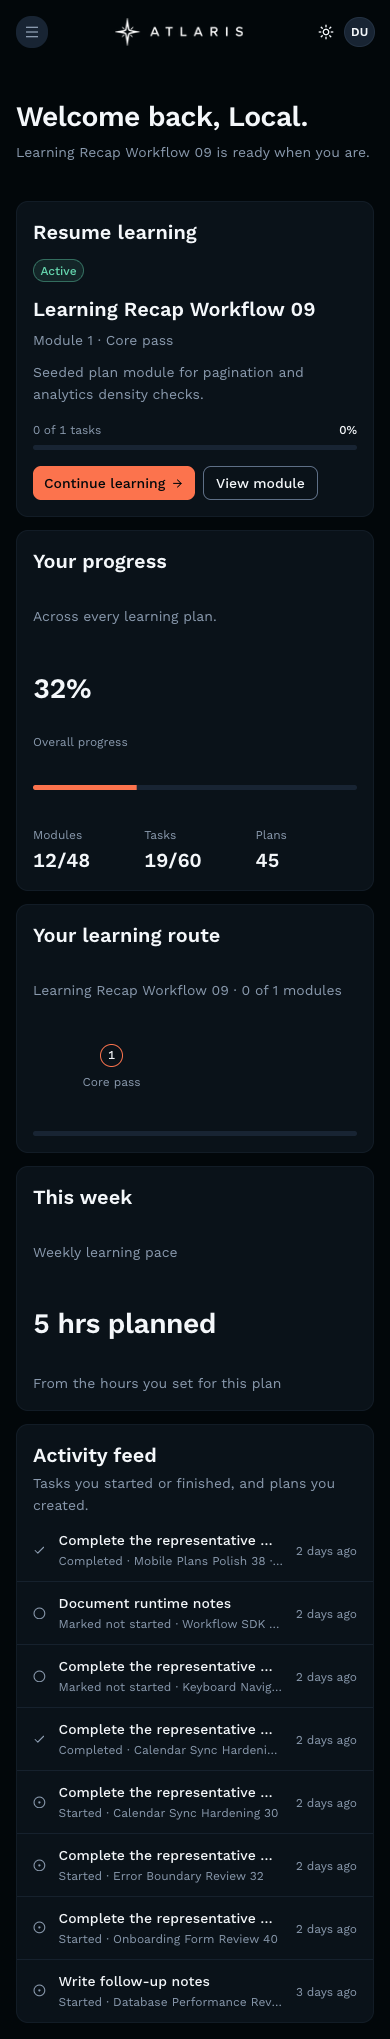 ATLARIS
DU
Welcome back, Local.
Learning Recap Workflow 09 is ready when you are.
Resume learning
Active
Learning Recap Workflow 09
Module 1 · Core pass
Seeded plan module for pagination and
analytics density checks.
0 of 1 tasks
0%
Continue learning →
View module
Your progress
Across every learning plan.
32%
Overall progress
Modules
Tasks
Plans
12/48
19/60
45
Your learning route
Learning Recap Workflow 09 · 0 of 1 modules
1
Core pass
This week
Weekly learning pace
5 hrs planned
From the hours you set for this plan
Activity feed
Tasks you started or finished, and plans you
created.
Complete the representative ...
Completed · Mobile Plans Polish 38 ·...
2 days ago
Document runtime notes
Marked not started · Workflow SDK ...
2 days ago
Complete the representative ...
Marked not started · Keyboard Navig...
2 days ago
Complete the representative ...
Completed · Calendar Sync Hardeni...
2 days ago
Complete the representative ...
Started · Calendar Sync Hardening 30
2 days ago
Complete the representative ...
Started · Error Boundary Review 32
2 days ago
Complete the representative ...
Started · Onboarding Form Review 40
2 days ago
Write follow-up notes
Started · Database Performance Rev...
3 days ago